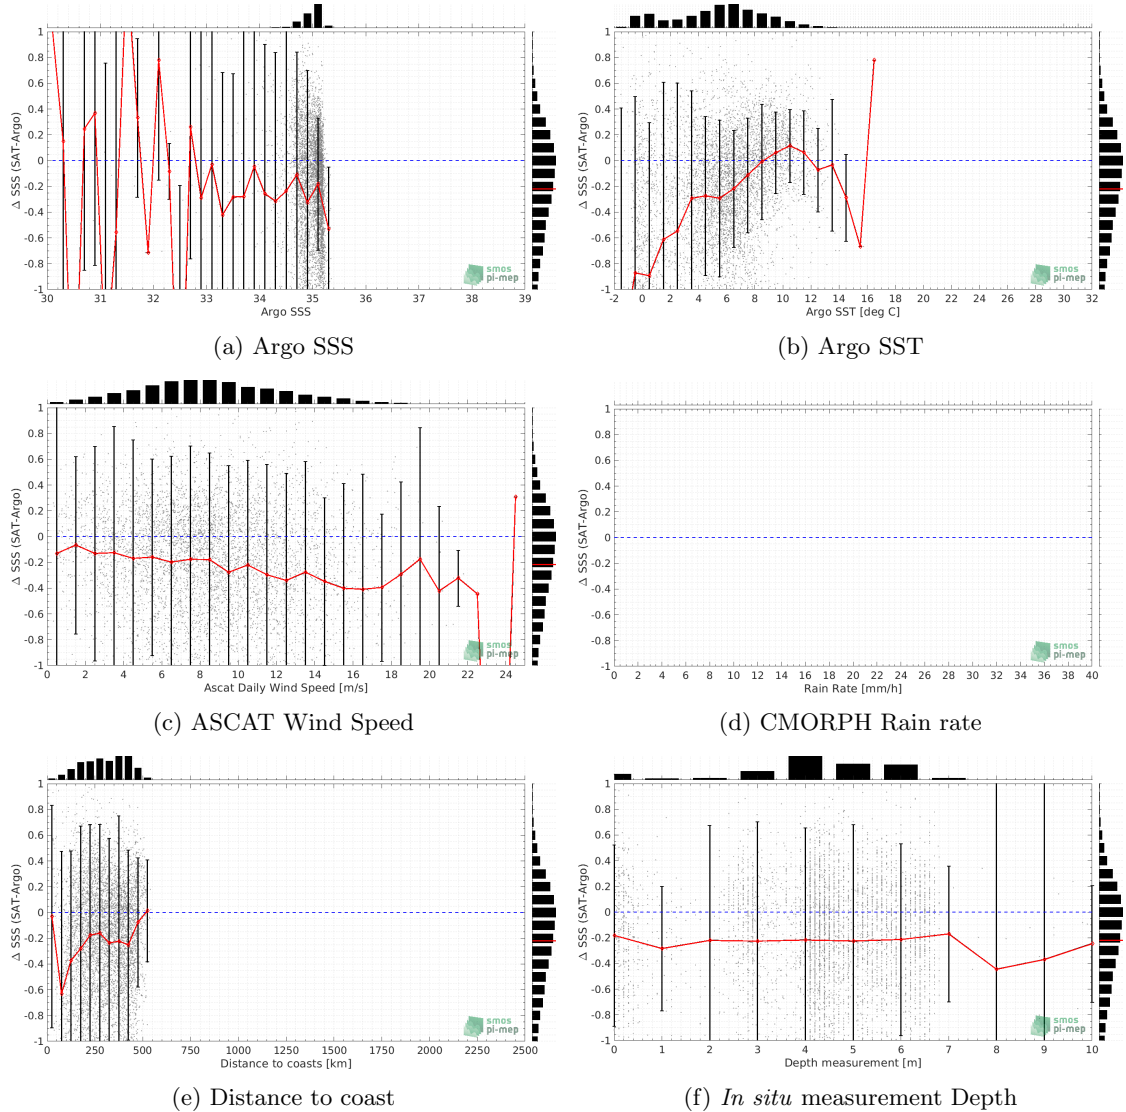 1
0.8
0.6
0.4
0.2
0
-0.2
-0.4
-0.6
-0.8
-1
Δ SSS (SAT-Argo)
smos
pi-mep
30 31 32 33 34 35 36 37 38 39
Argo SSS
(a) Argo SSS
1
0.8
0.6
0.4
0.2
0
-0.2
-0.4
-0.6
-0.8
-1
Δ SSS (SAT-Argo)
smos
pi-mep
-2 0 2 4 6 8 10 12 14 16 18 20 22 24 26 28 30 32
Argo SST [deg C]
(b) Argo SST
1
0.8
0.6
0.4
0.2
0
-0.2
-0.4
-0.6
-0.8
-1
Δ SSS (SAT-Argo)
smos
pi-mep
0 2 4 6 8 10 12 14 16 18 20 22 24
Ascat Daily Wind Speed [m/s]
(c) ASCAT Wind Speed
1
0.8
0.6
0.4
0.2
0
-0.2
-0.4
-0.6
-0.8
-1
Δ SSS (SAT-Argo)
smos
pi-mep
0 2 4 6 8 10 12 14 16 18 20 22 24 26 28 30 32 34 36 38 40
Rain Rate [mm/h]
(d) CMORPH Rain rate
1
0.8
0.6
0.4
0.2
0
-0.2
-0.4
-0.6
-0.8
-1
Δ SSS (SAT-Argo)
smos
pi-mep
0 250 500 750 1000 1250 1500 1750 2000 2250 2500
Distance to coasts [km]
(e) Distance to coast
1
0.8
0.6
0.4
0.2
0
-0.2
-0.4
-0.6
-0.8
-1
Δ SSS (SAT-Argo)
smos
pi-mep
0 1 2 3 4 5 6 7 8 9 10
Depth measurement [m]
(f) In situ measurement Depth